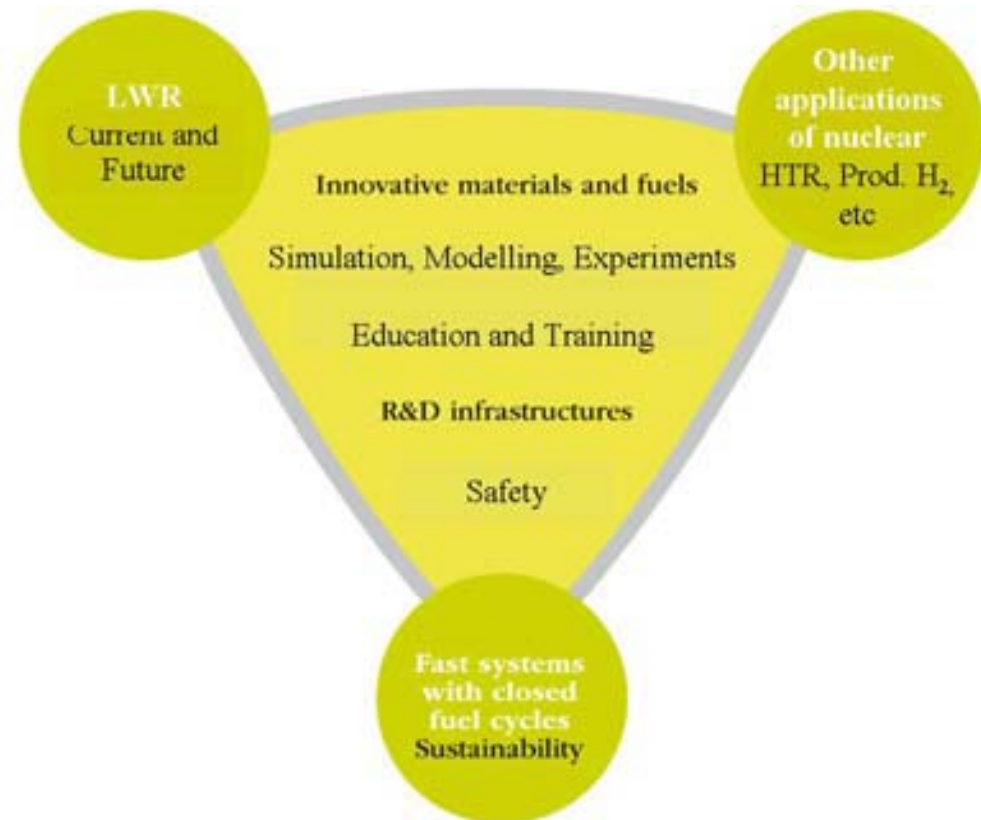 LWR
Current and
Future
Other
applications
of nuclear
HTR, Prod. H₂,
etc
Innovative materials and fuels
Simulation, Modelling, Experiments
Education and Training
R&D infrastructures
Safety
Fast systems
with closed
fuel cycles
Sustainability